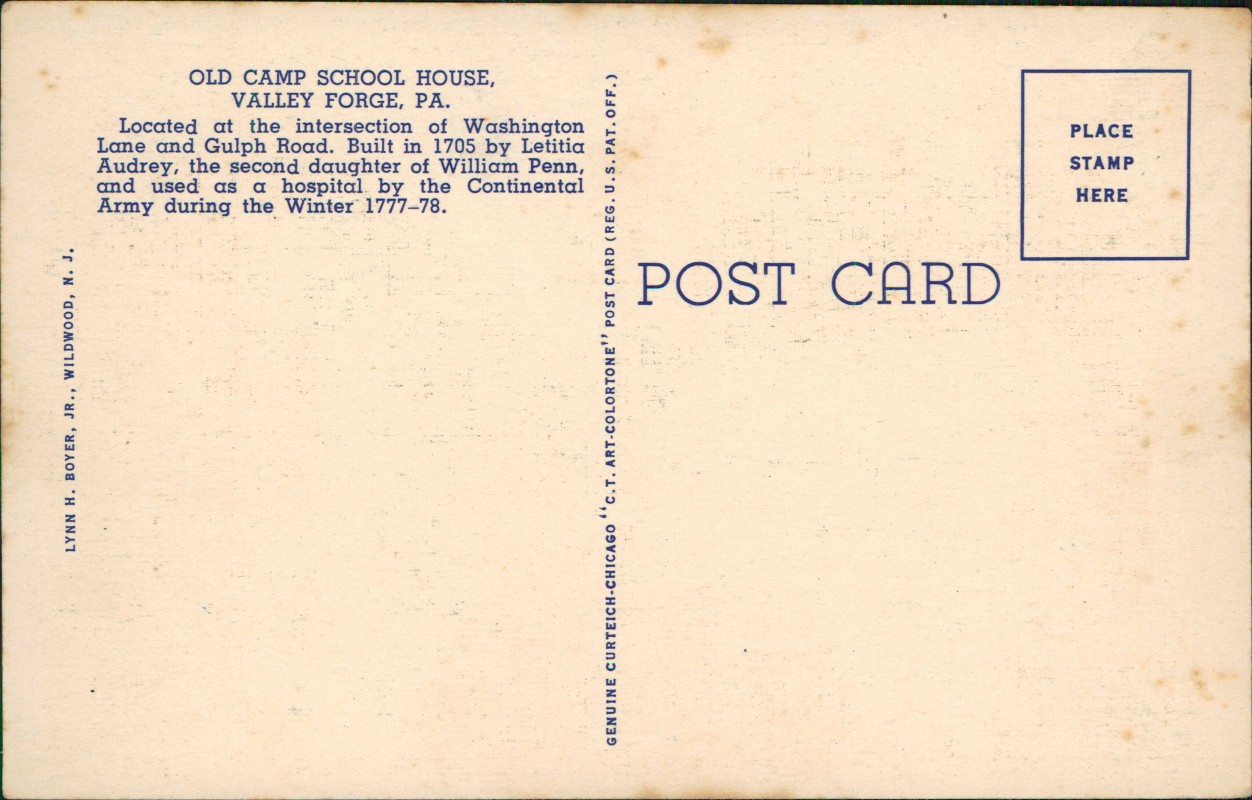 OLD CAMP SCHOOL HOUSE,
VALLEY FORGE, PA.
Located at the intersection of Washington
Lane and Gulph Road. Built in 1705 by Letitia
Audrey, the second daughter of William Penn,
and used as a hospital by the Continental
Army during the Winter 1777–78.
LYNN H. BOYER, JR., WILDWOOD, N. J.
GENUINE CURTEICH-CHICAGO "C.T. ART-COLORTONE" POST CARD (REG. U.S. PAT. OFF.)
POST CARD
PLACE
STAMP
HERE